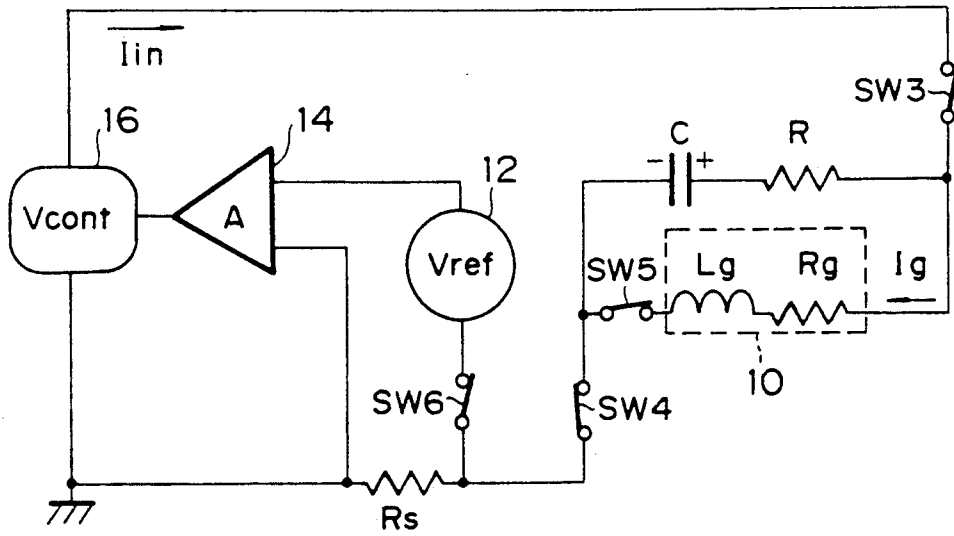 Iin
SW3
16
14
C
R
- +
12
Vcont
A
Vref
SW5
Lg
Rg
Ig
10
SW6
SW4
Rs